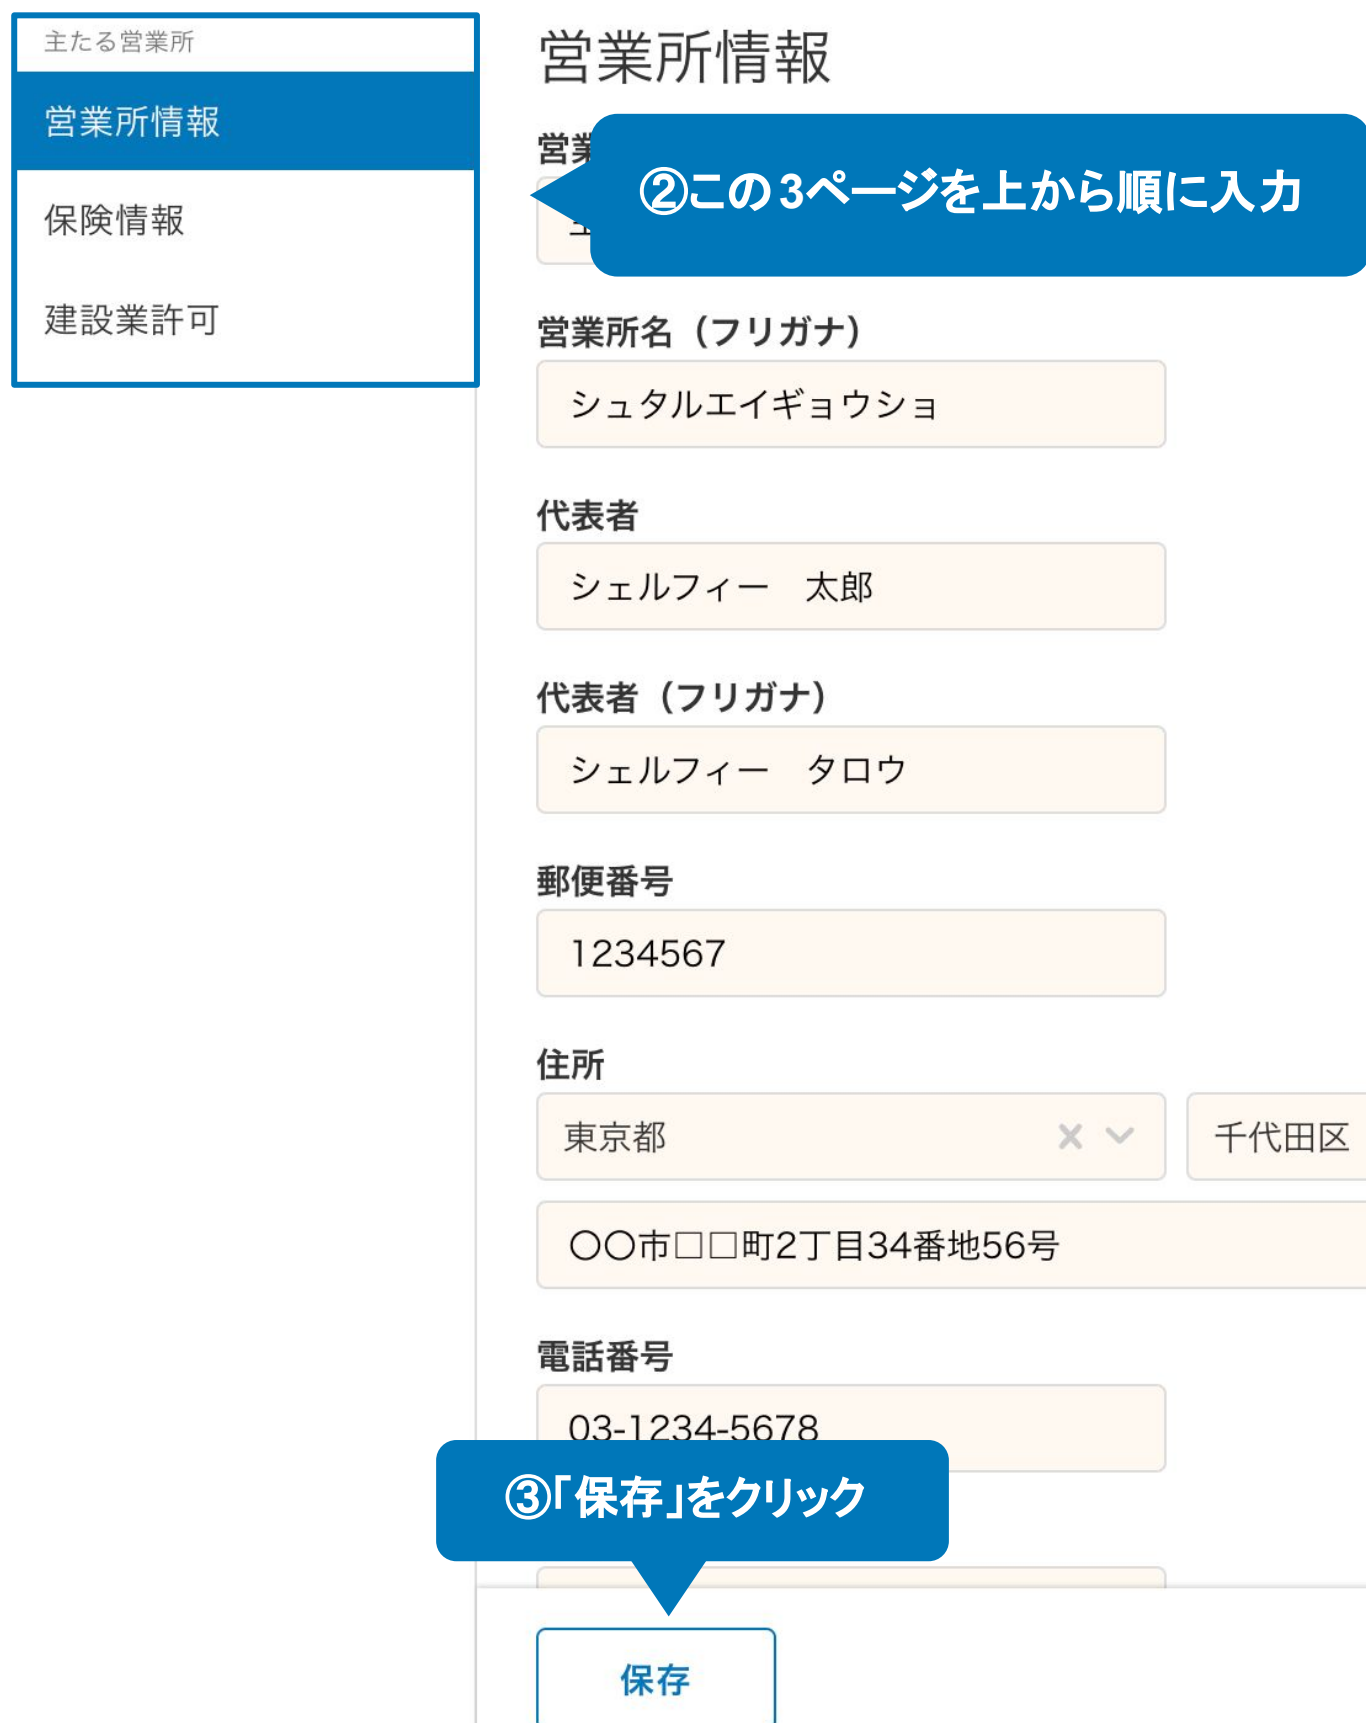 主たる営業所
営業所情報
保険情報
建設業許可
営業所情報
②この3ページを上から順に入力
営業所名（フリガナ）
シュタルエイギョウショ
代表者
シェルフィー　太郎
代表者（フリガナ）
シェルフィー　タロウ
郵便番号
1234567
住所
東京都
千代田区
〇〇市□□町2丁目34番地56号
電話番号
03-1234-5678
③「保存」をクリック
保存